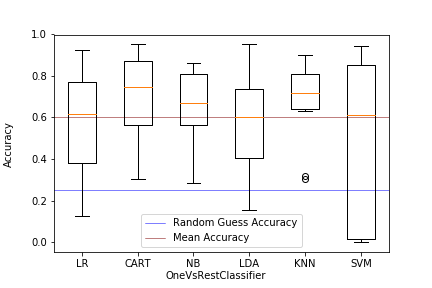 1.0
0.8
0.6
0.4
0.2
0.0
Accuracy
Random Guess Accuracy
Mean Accuracy
LR CART NB LDA KNN SVM
OneVsRestClassifier